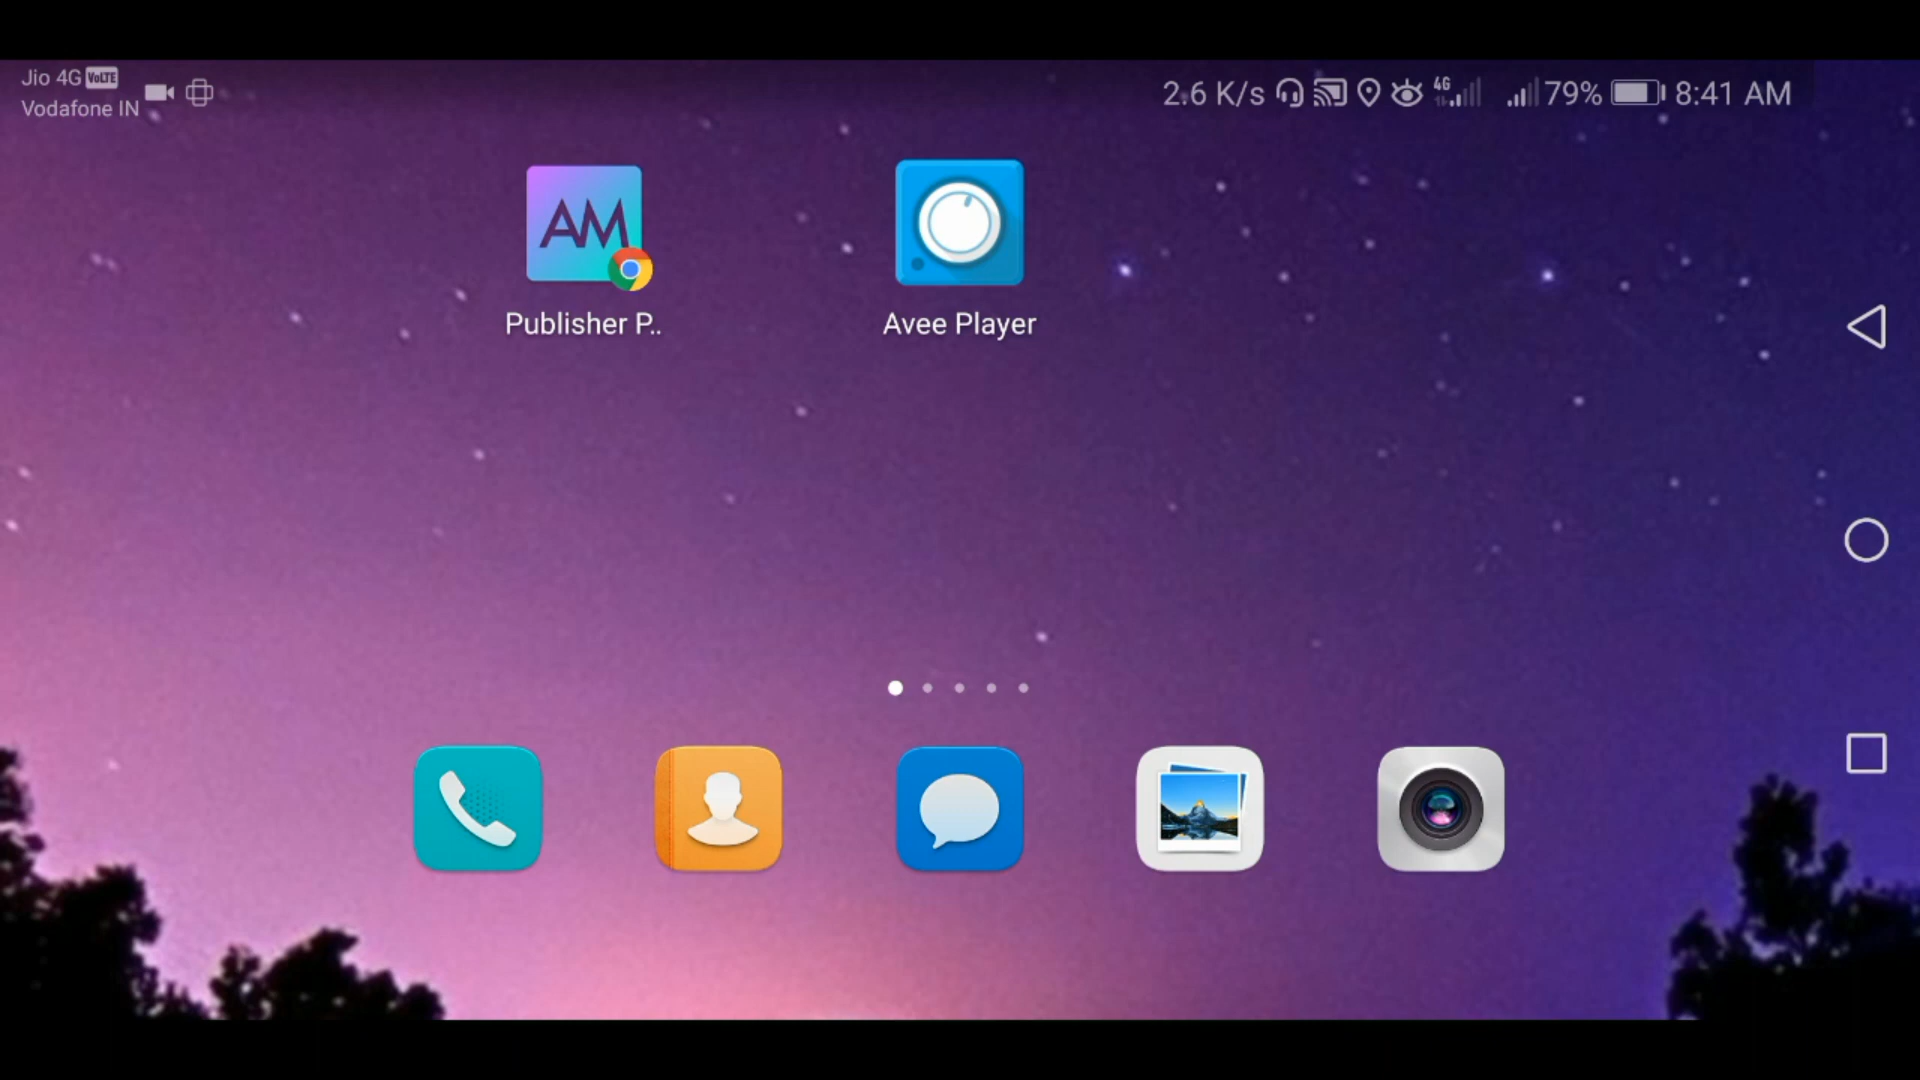 Jio 4G VoLTE
Vodafone IN
2.6 K/s 4G 79% 8:41 AM
AM
Publisher P..
Avee Player